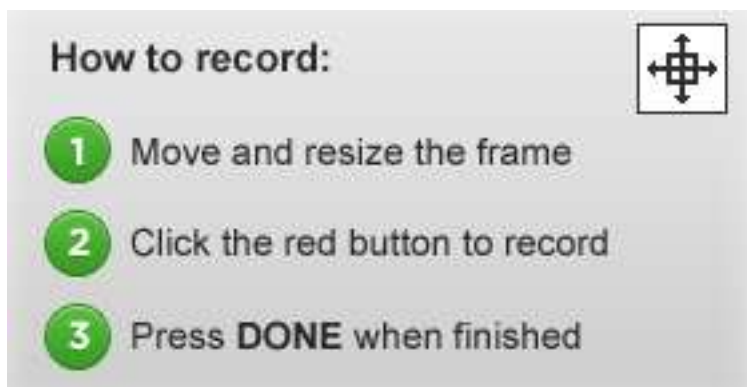 How to record:
1 Move and resize the frame
2 Click the red button to record
3 Press DONE when finished